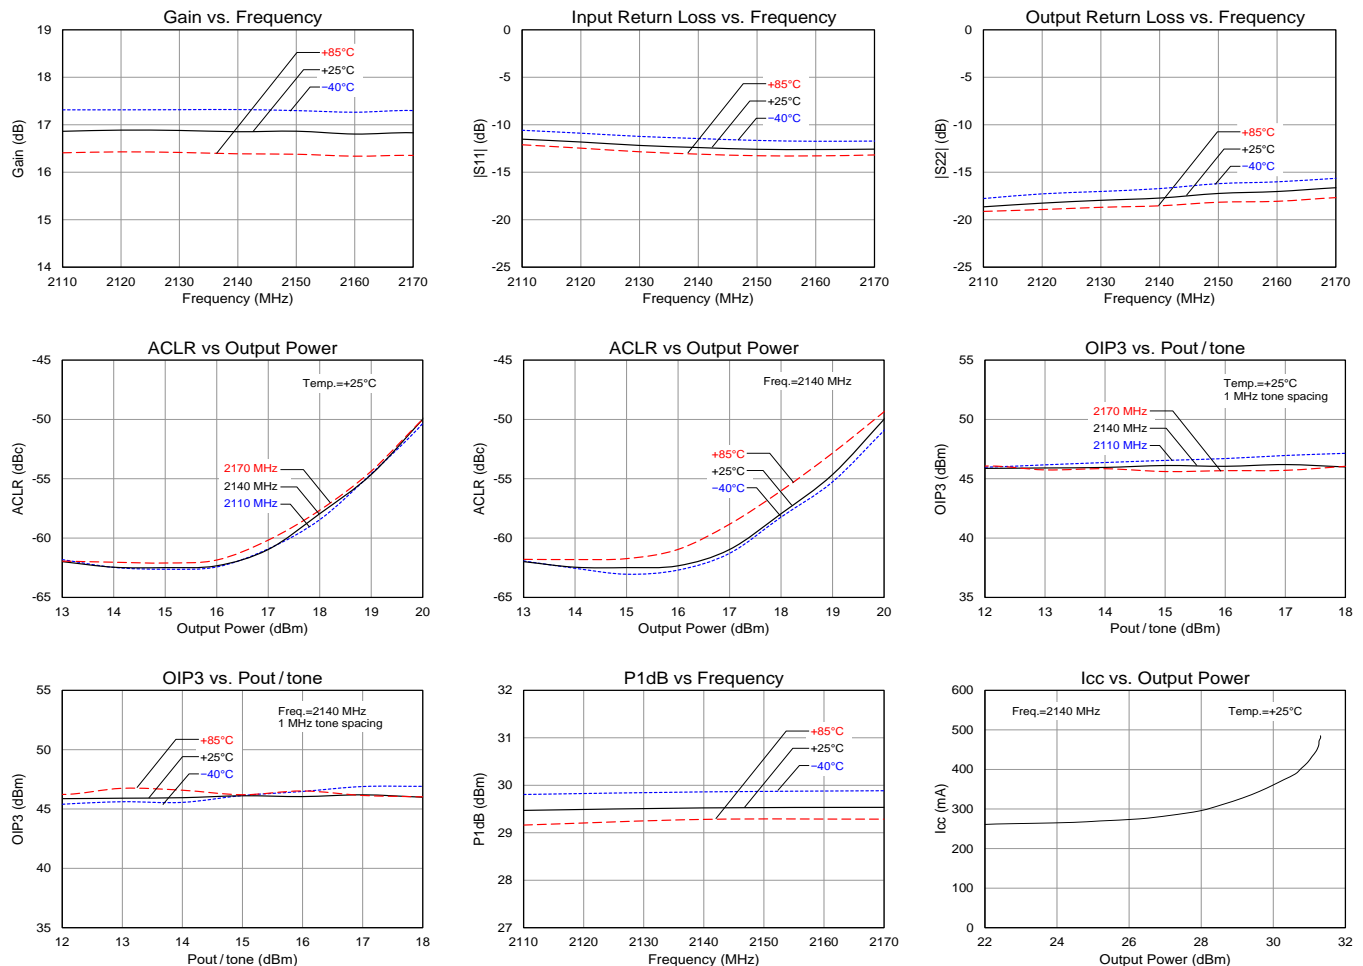 Gain vs. Frequency
19
18
17
16
15
14
Gain (dB)
+85°C
+25°C
−40°C
2110 2120 2130 2140 2150 2160 2170
Frequency (MHz)
Input Return Loss vs. Frequency
0
-5
-10
-15
-20
-25
|S11| (dB)
+85°C
+25°C
−40°C
2110 2120 2130 2140 2150 2160 2170
Frequency (MHz)
Output Return Loss vs. Frequency
0
-5
-10
-15
-20
-25
|S22| (dB)
+85°C
+25°C
−40°C
2110 2120 2130 2140 2150 2160 2170
Frequency (MHz)
ACLR vs Output Power
-45
-50
-55
-60
-65
ACLR (dBc)
Temp.=+25°C
2170 MHz
2140 MHz
2110 MHz
13 14 15 16 17 18 19 20
Output Power (dBm)
ACLR vs Output Power
-45
-50
-55
-60
-65
ACLR (dBc)
Freq.=2140 MHz
+85°C
+25°C
−40°C
13 14 15 16 17 18 19 20
Output Power (dBm)
OIP3 vs. Pout / tone
55
50
45
40
35
OIP3 (dBm)
Temp.=+25°C
1 MHz tone spacing
2170 MHz
2140 MHz
2110 MHz
12 13 14 15 16 17 18
Pout / tone (dBm)
OIP3 vs. Pout / tone
55
50
45
40
35
OIP3 (dBm)
Freq.=2140 MHz
1 MHz tone spacing
+85°C
+25°C
−40°C
12 13 14 15 16 17 18
Pout / tone (dBm)
P1dB vs Frequency
32
31
30
29
28
27
P1dB (dBm)
+85°C
+25°C
−40°C
2110 2120 2130 2140 2150 2160 2170
Frequency (MHz)
Icc vs. Output Power
600
500
400
300
200
100
0
Icc (mA)
Freq.=2140 MHz
Temp.=+25°C
22 24 26 28 30 32
Output Power (dBm)